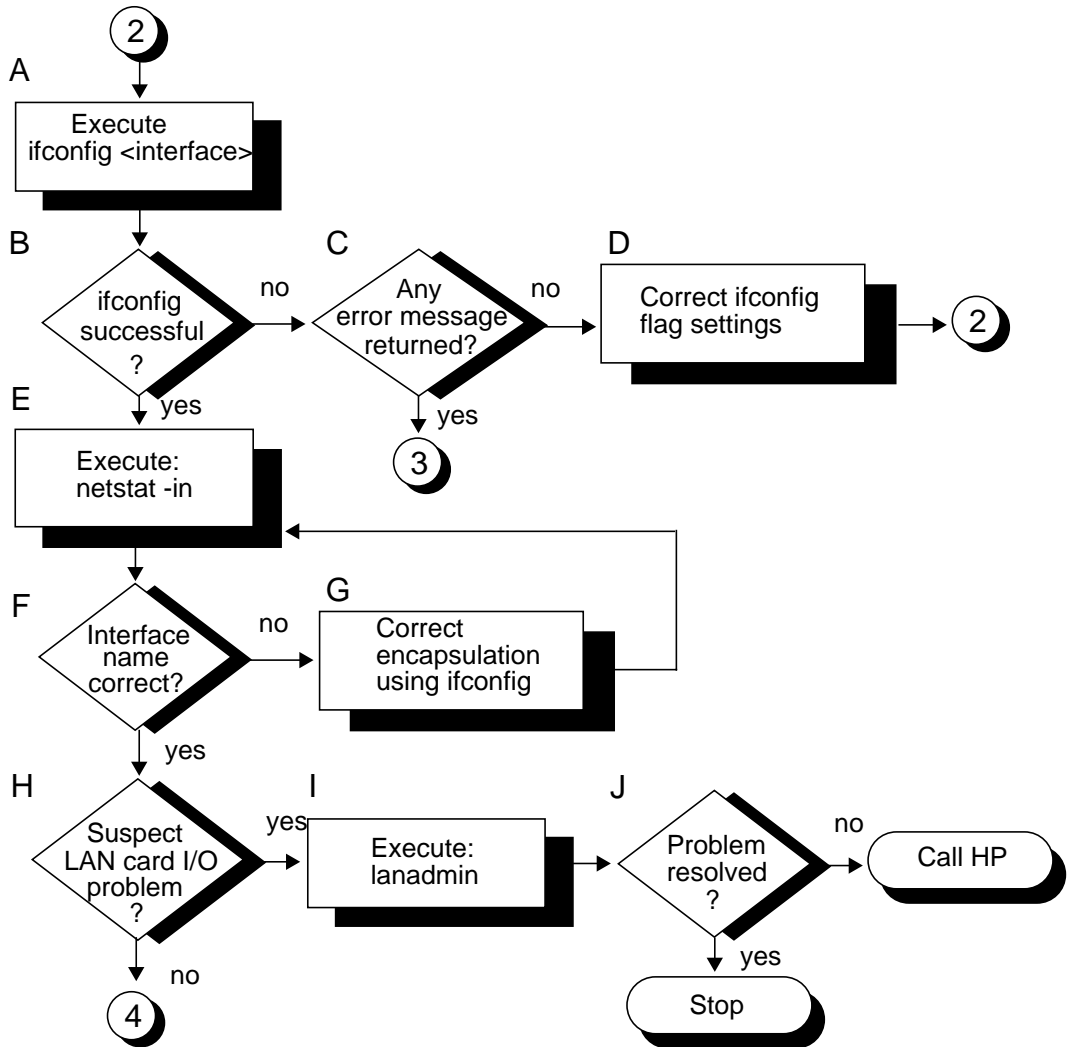 2
A
Execute
ifconfig <interface>
B
ifconfig
successful
?
no
yes
C
Any
error message
returned?
no
yes
3
D
Correct ifconfig
flag settings
2
E
Execute:
netstat -in
F
Interface
name
correct?
no
yes
G
Correct
encapsulation
using ifconfig
H
Suspect
LAN card I/O
problem
?
yes
no
4
I
Execute:
lanadmin
J
Problem
resolved
?
no
Call HP
yes
Stop